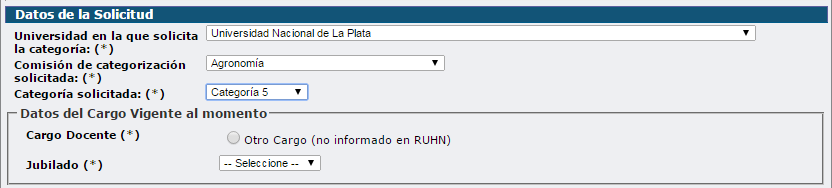 Datos de la Solicitud
Universidad en la que solicita la categoría: (*) Universidad Nacional de La Plata
Comisión de categorización solicitada: (*) Agronomía
Categoría solicitada: (*) Categoría 5
Datos del Cargo Vigente al momento
Cargo Docente (*) Otro Cargo (no informado en RUHN)
Jubilado (*) -- Seleccione --